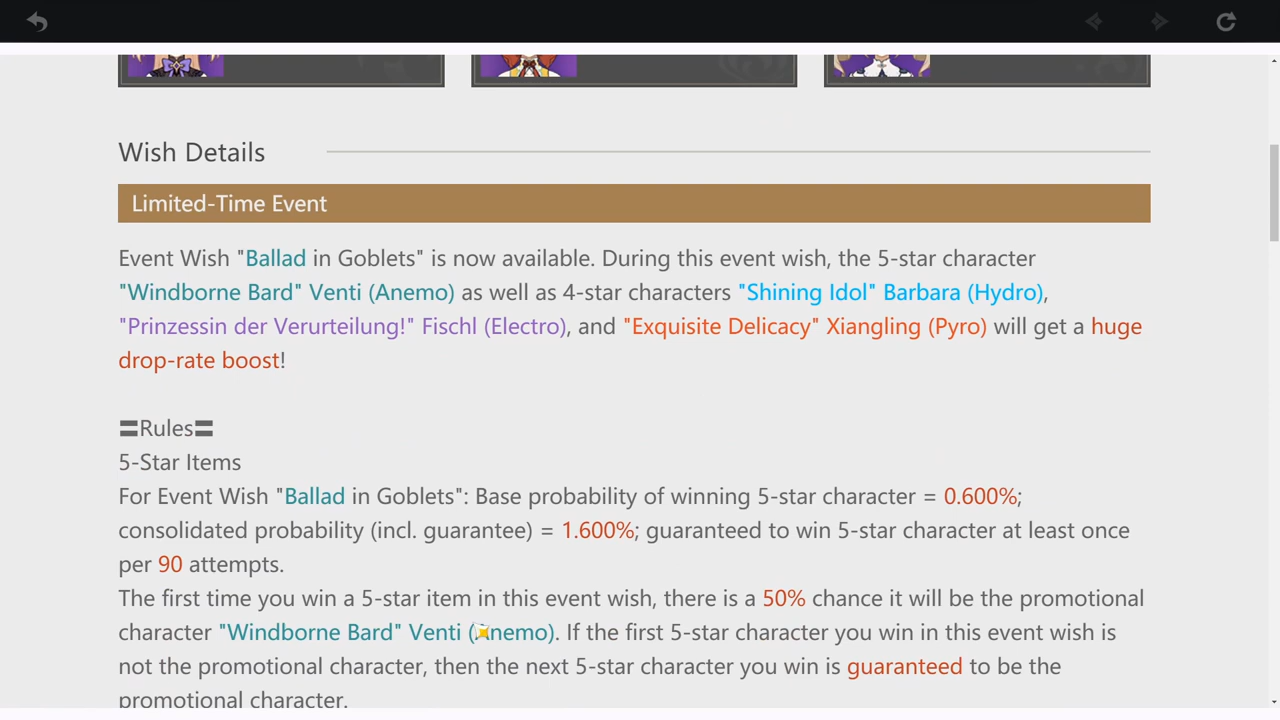 Wish Details
Limited-Time Event
Event Wish "Ballad in Goblets" is now available. During this event wish, the 5-star character
"Windborne Bard" Venti (Anemo) as well as 4-star characters "Shining Idol" Barbara (Hydro),
"Prinzessin der Verurteilung!" Fischl (Electro), and "Exquisite Delicacy" Xiangling (Pyro) will get a huge
drop-rate boost!
〓Rules〓
5-Star Items
For Event Wish "Ballad in Goblets": Base probability of winning 5-star character = 0.600%;
consolidated probability (incl. guarantee) = 1.600%; guaranteed to win 5-star character at least once
per 90 attempts.
The first time you win a 5-star item in this event wish, there is a 50% chance it will be the promotional
character "Windborne Bard" Venti (Anemo). If the first 5-star character you win in this event wish is
not the promotional character, then the next 5-star character you win is guaranteed to be the
promotional character.